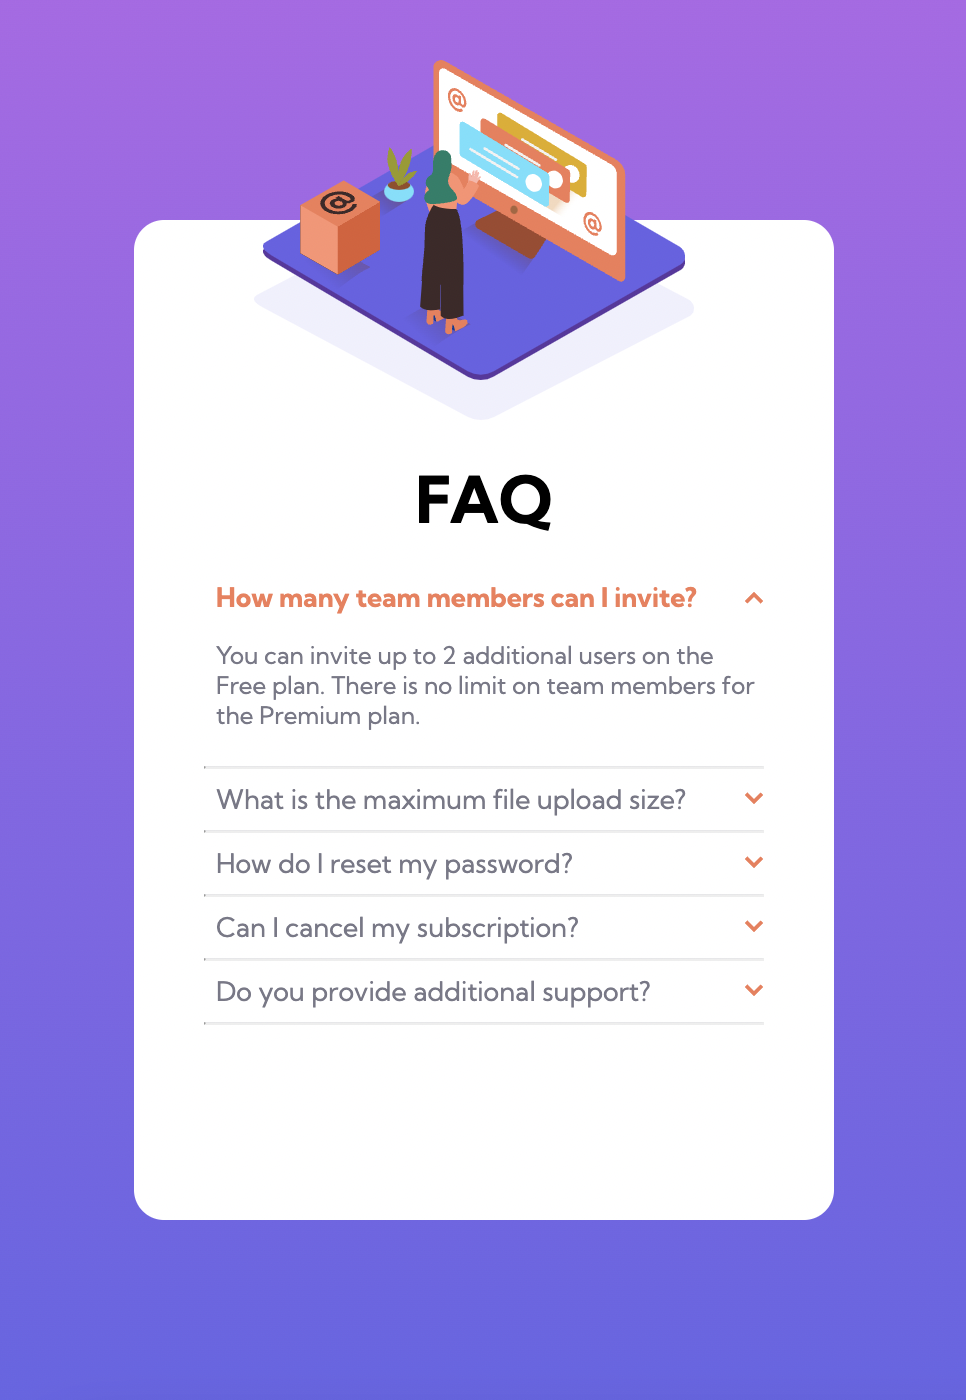 @
@
@
FAQ
How many team members can I invite?
You can invite up to 2 additional users on the
Free plan. There is no limit on team members for
the Premium plan.
What is the maximum file upload size?
How do I reset my password?
Can I cancel my subscription?
Do you provide additional support?